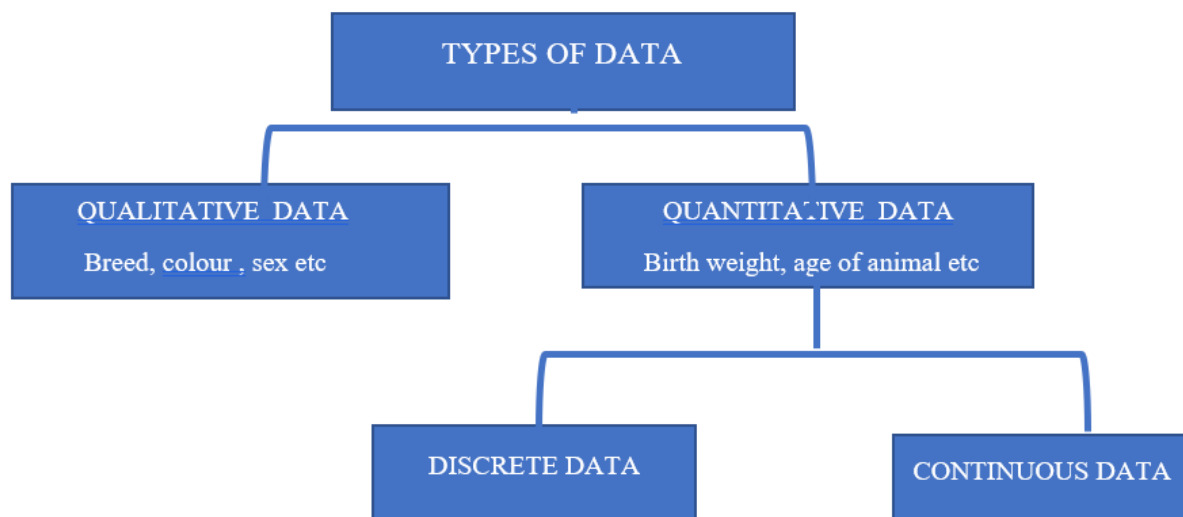 TYPES OF DATA
QUALITATIVE DATA
Breed, colour , sex etc
QUANTITATIVE DATA
Birth weight, age of animal etc
DISCRETE DATA
CONTINUOUS DATA